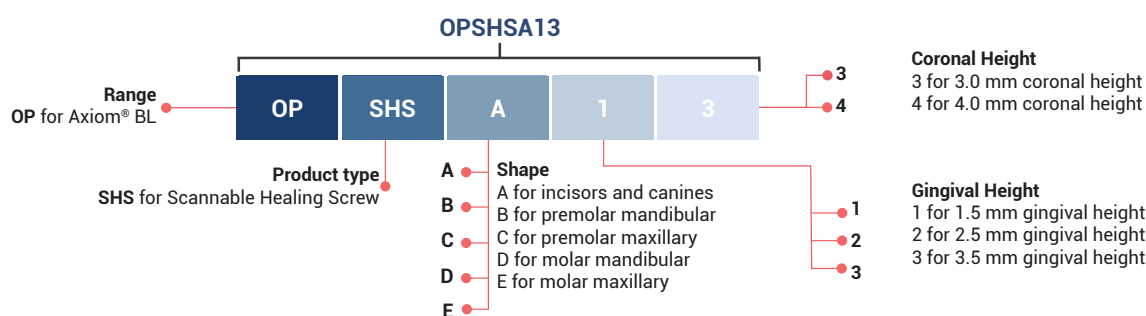 OPSHSA13
Range
OP for Axiom® BL
OP
SHS
A
1
3
3
4
Coronal Height
3 for 3.0 mm coronal height
4 for 4.0 mm coronal height
Product type
SHS for Scannable Healing Screw
A
B
C
D
E
Shape
A for incisors and canines
B for premolar mandibular
C for premolar maxillary
D for molar mandibular
E for molar maxillary
1
2
3
Gingival Height
1 for 1.5 mm gingival height
2 for 2.5 mm gingival height
3 for 3.5 mm gingival height